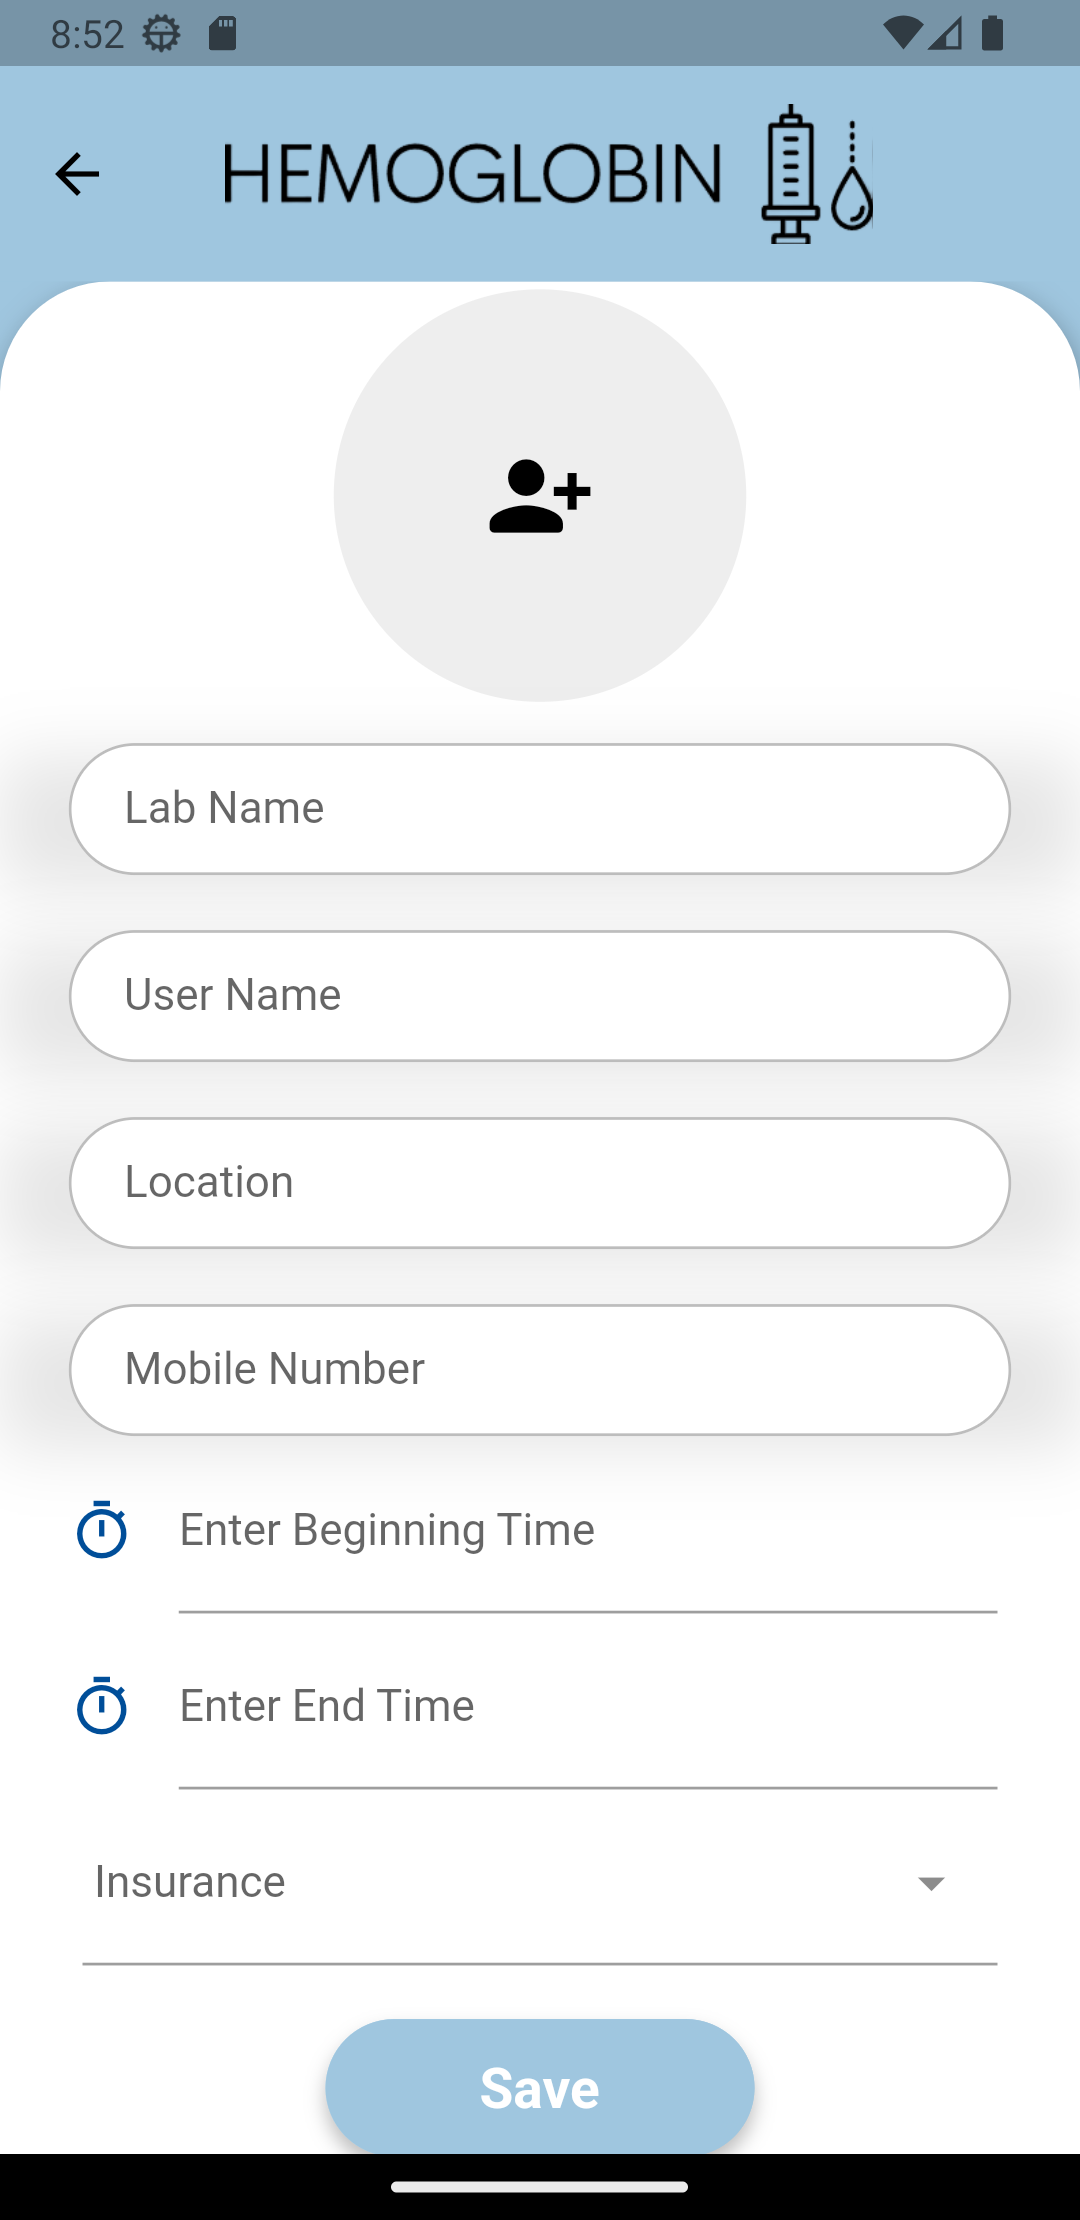 8:52
HEMOGLOBIN
Lab Name
User Name
Location
Mobile Number
Enter Beginning Time
Enter End Time
Insurance
Save